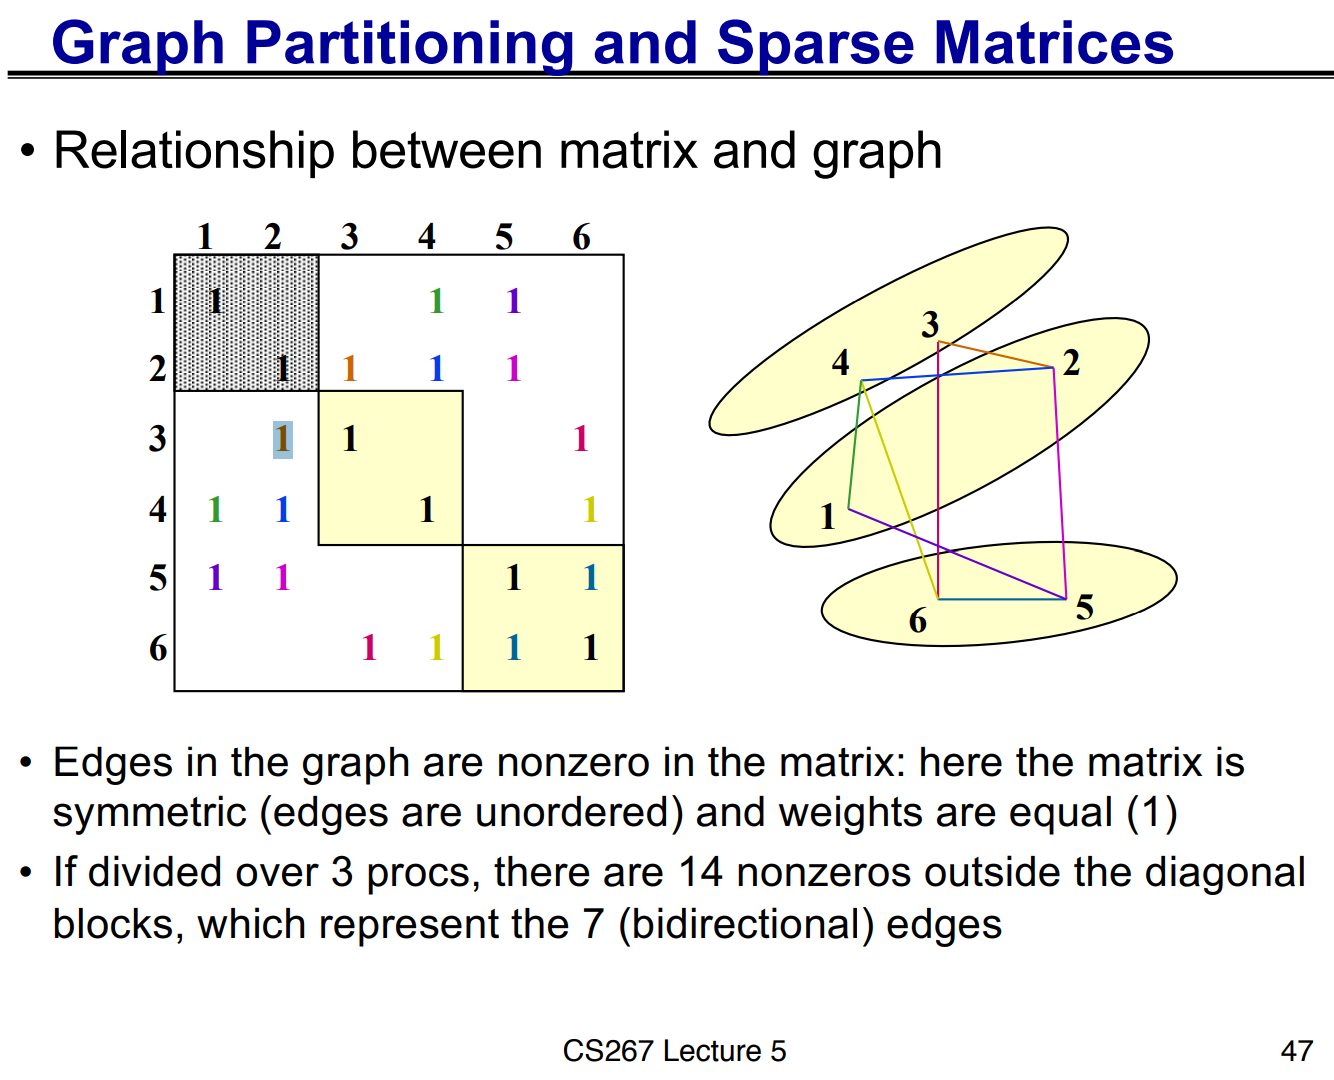 Graph Partitioning and Sparse Matrices
• Relationship between matrix and graph
1 2 3 4 5 6
1 1 1 1
2 1 1 1 1
3 1 1 1
4 1 1 1 1
5 1 1 1 1
6 1 1 1 1
3
4 2
1
6 5
• Edges in the graph are nonzero in the matrix: here the matrix is
symmetric (edges are unordered) and weights are equal (1)
• If divided over 3 procs, there are 14 nonzeros outside the diagonal
blocks, which represent the 7 (bidirectional) edges
CS267 Lecture 5
47